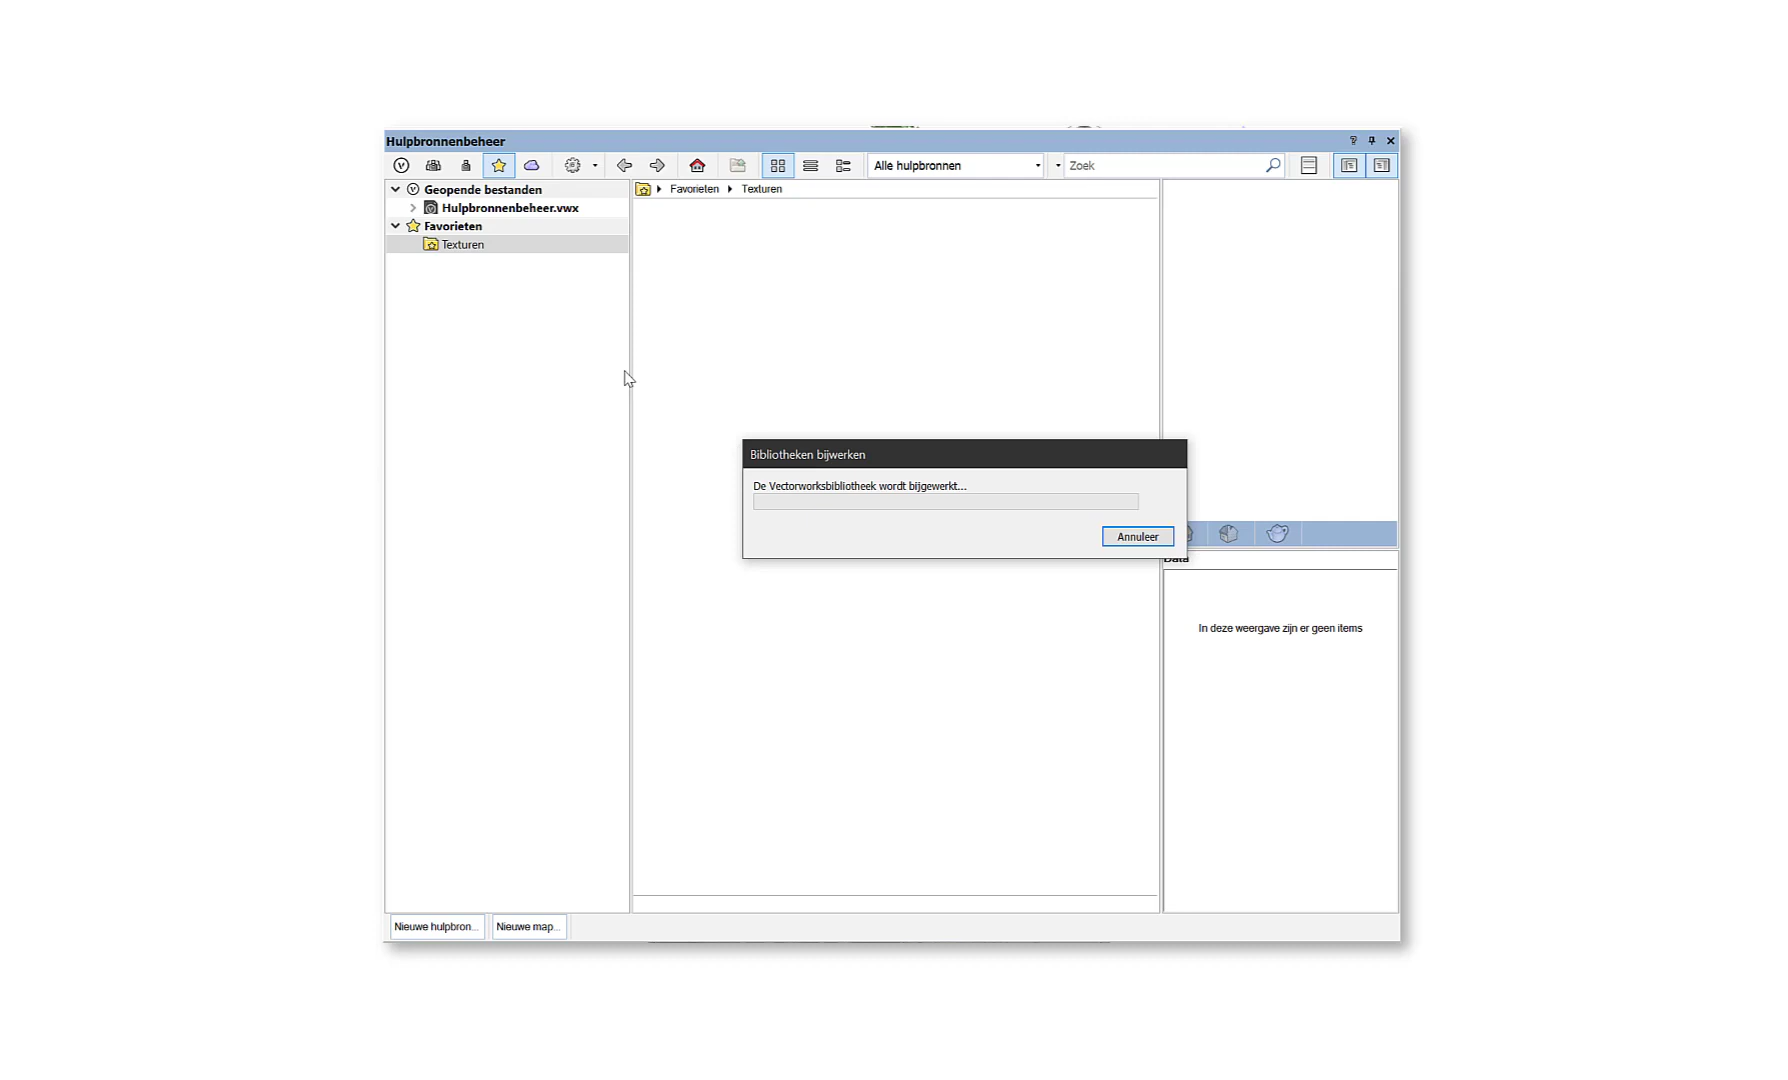 Hulpbronnenbeheer
Alle hulpbronnen
Zoek
Geopende bestanden
Hulpbronnenbeheer.vwx
Favorieten
Texturen
Favorieten
Texturen
Bibliotheken bijwerken
De Vectorworksbibliotheek wordt bijgewerkt...
Annuleer
Data
In deze weergave zijn er geen items
Nieuwe hulpbron...
Nieuwe map...